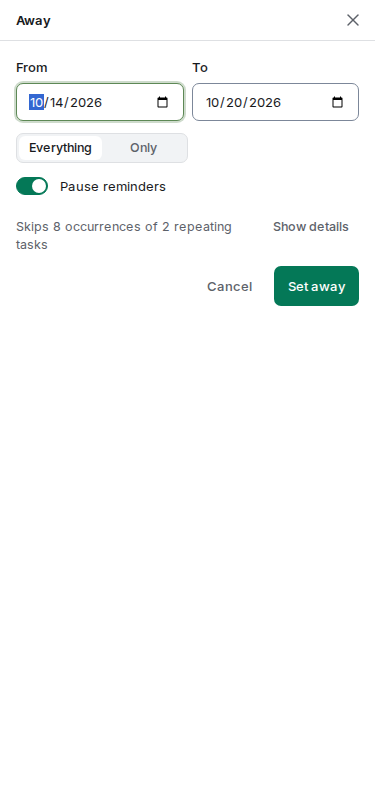 Away
From
To
10/14/2026
10/20/2026
Everything
Only
Pause reminders
Skips 8 occurrences of 2 repeating
tasks
Show details
Cancel
Set away